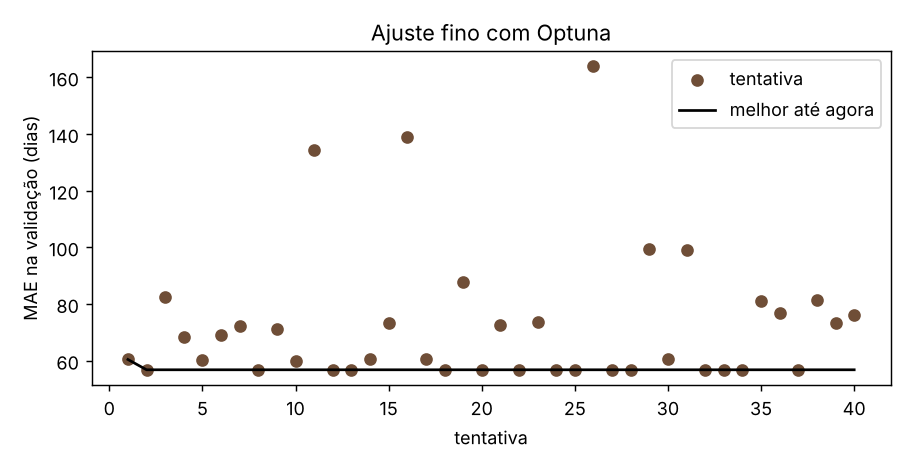 Ajuste fino com Optuna
MAE na validação (dias)
160
140
120
100
80
60
0 5 10 15 20 25 30 35 40
tentativa
tentativa
melhor até agora